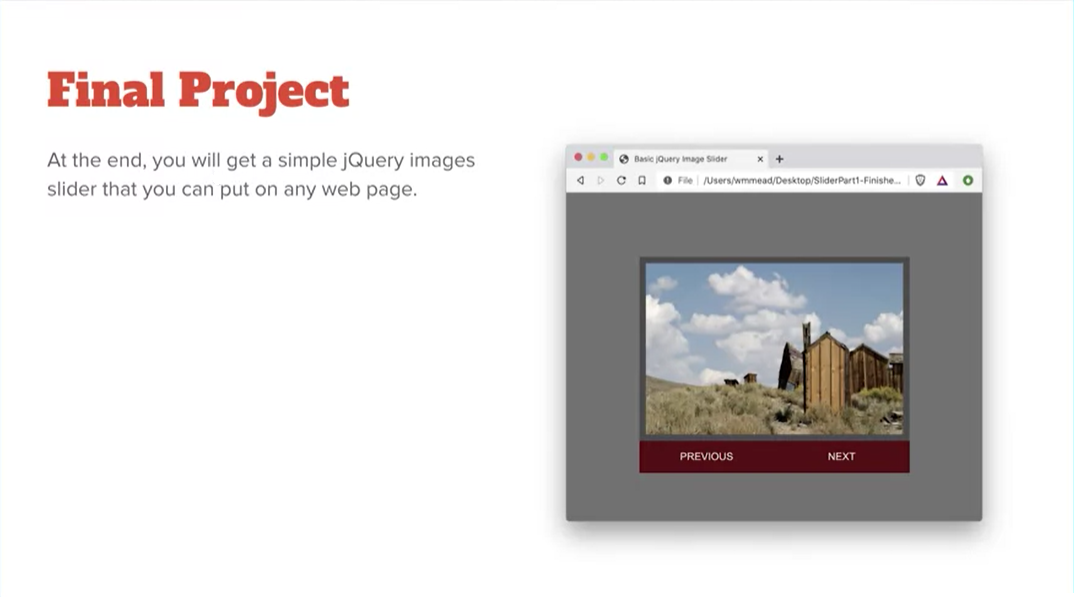 Final Project
At the end, you will get a simple jQuery images
slider that you can put on any web page.
Basic jQuery Image Slider
File /Users/wmmead/Desktop/SliderPart1-Finishe...
PREVIOUS NEXT